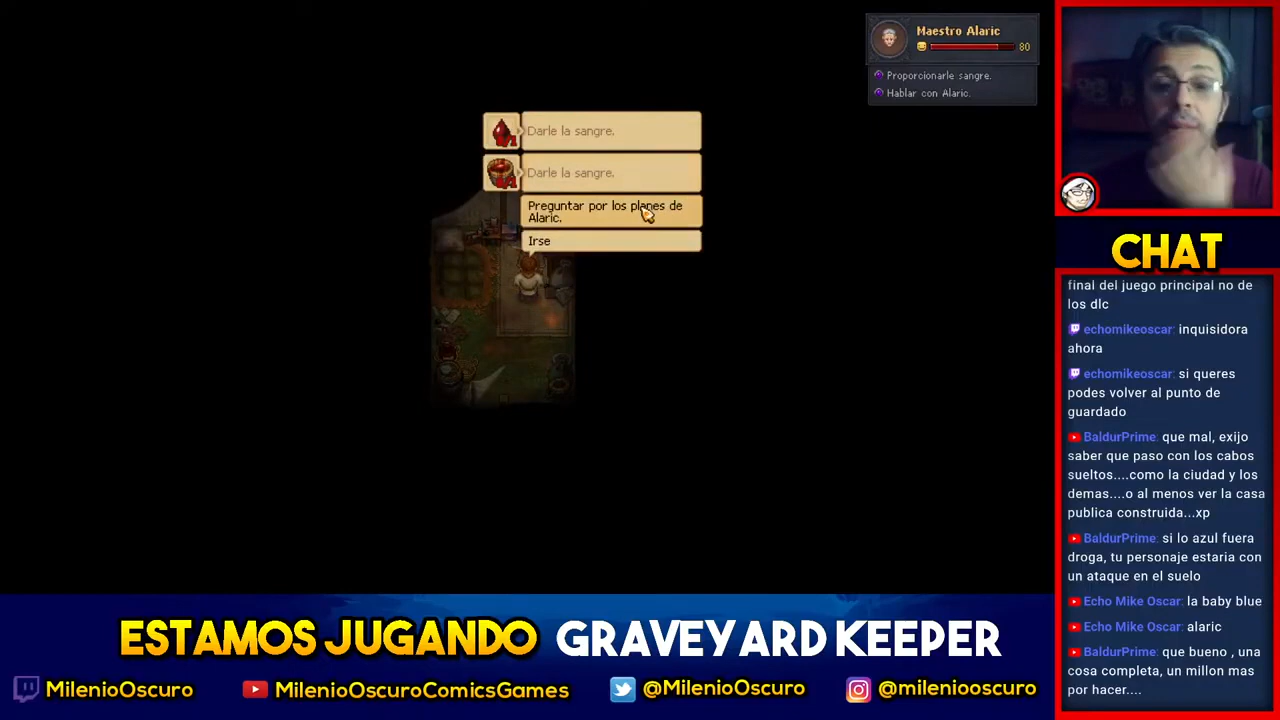 Maestro Alaric
80
Proporcionarle sangre.
Hablar con Alaric.
Darle la sangre.
Darle la sangre.
Preguntar por los planes de
Alaric.
Irse
CHAT
final del juego principal no de
los dlc
echomikeoscar: inquisidora
ahora
echomikeoscar: si queres
podes volver al punto de
guardado
BaldurPrime: que mal, exijo
saber que paso con los cabos
sueltos....como la ciudad y los
demas....o al menos ver la casa
publica construida...xp
BaldurPrime: si lo azul fuera
droga, tu personaje estaria con
un ataque en el suelo
Echo Mike Oscar: la baby blue
Echo Mike Oscar: alaric
BaldurPrime: que bueno , una
cosa completa, un millon mas
por hacer....
ESTAMOS JUGANDO GRAVEYARD KEEPER
MilenioOscuro MilenioOscuroComicsGames @MilenioOscuro @mileniooscuro